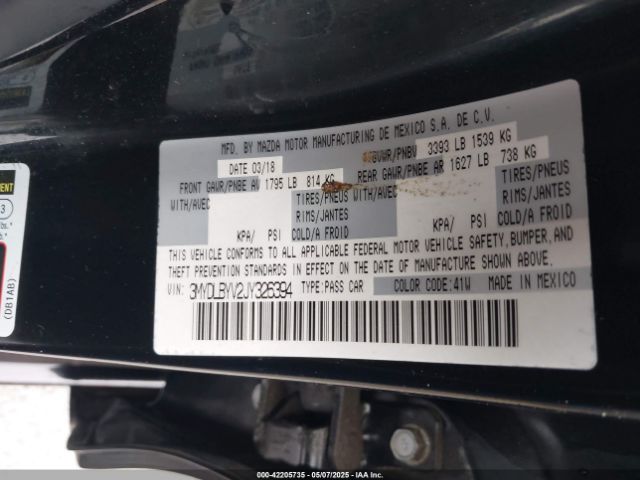 MFD. BY MAZDA MOTOR MANUFACTURING DE MEXICO S.A. DE C.V.
DATE 03/18 GVWR/PNBV 3393 LB 1539 KG
FRONT GAWR/PNBE AV 1795 LB 814 KG REAR GAWR/PNBE AR 1627 LB 738 KG
WITH/AVEC TIRES/PNEUS WITH/AVEC TIRES/PNEUS
RIMS/JANTES RIMS/JANTES
KPA/ PSI COLD/A FROID KPA/ PSI COLD/A FROID
THIS VEHICLE CONFORMS TO ALL APPLICABLE FEDERAL MOTOR VEHICLE SAFETY, BUMPER, AND
THEFT PREVENTION STANDARDS IN EFFECT ON THE DATE OF MANUFACTURE SHOWN ABOVE.
VIN: 3MYDLBYV2JY326394 TYPE:PASS CAR COLOR CODE:41W MADE IN MEXICO
(DB1AB)
000-42205735 - 05/07/2025 - IAA Inc.